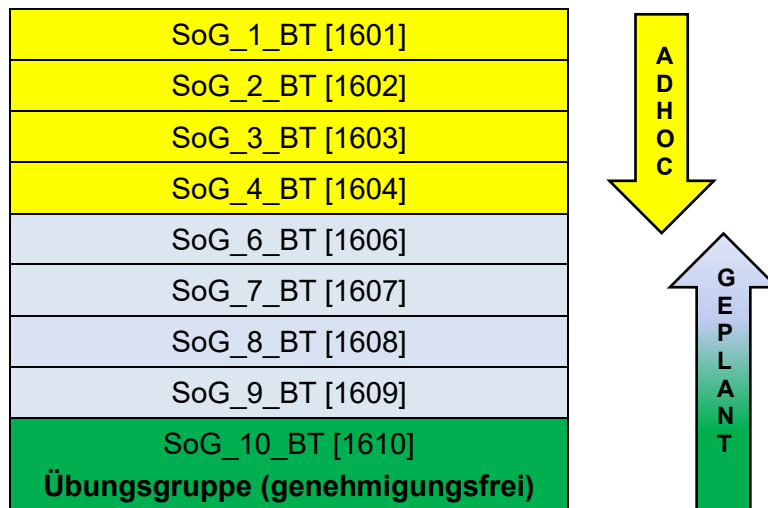 SoG_1_BT [1601]
SoG_2_BT [1602]
SoG_3_BT [1603]
SoG_4_BT [1604]
SoG_6_BT [1606]
SoG_7_BT [1607]
SoG_8_BT [1608]
SoG_9_BT [1609]
SoG_10_BT [1610]
Übungsgruppe (genehmigungsfrei)
ADHOC
GEPLANT